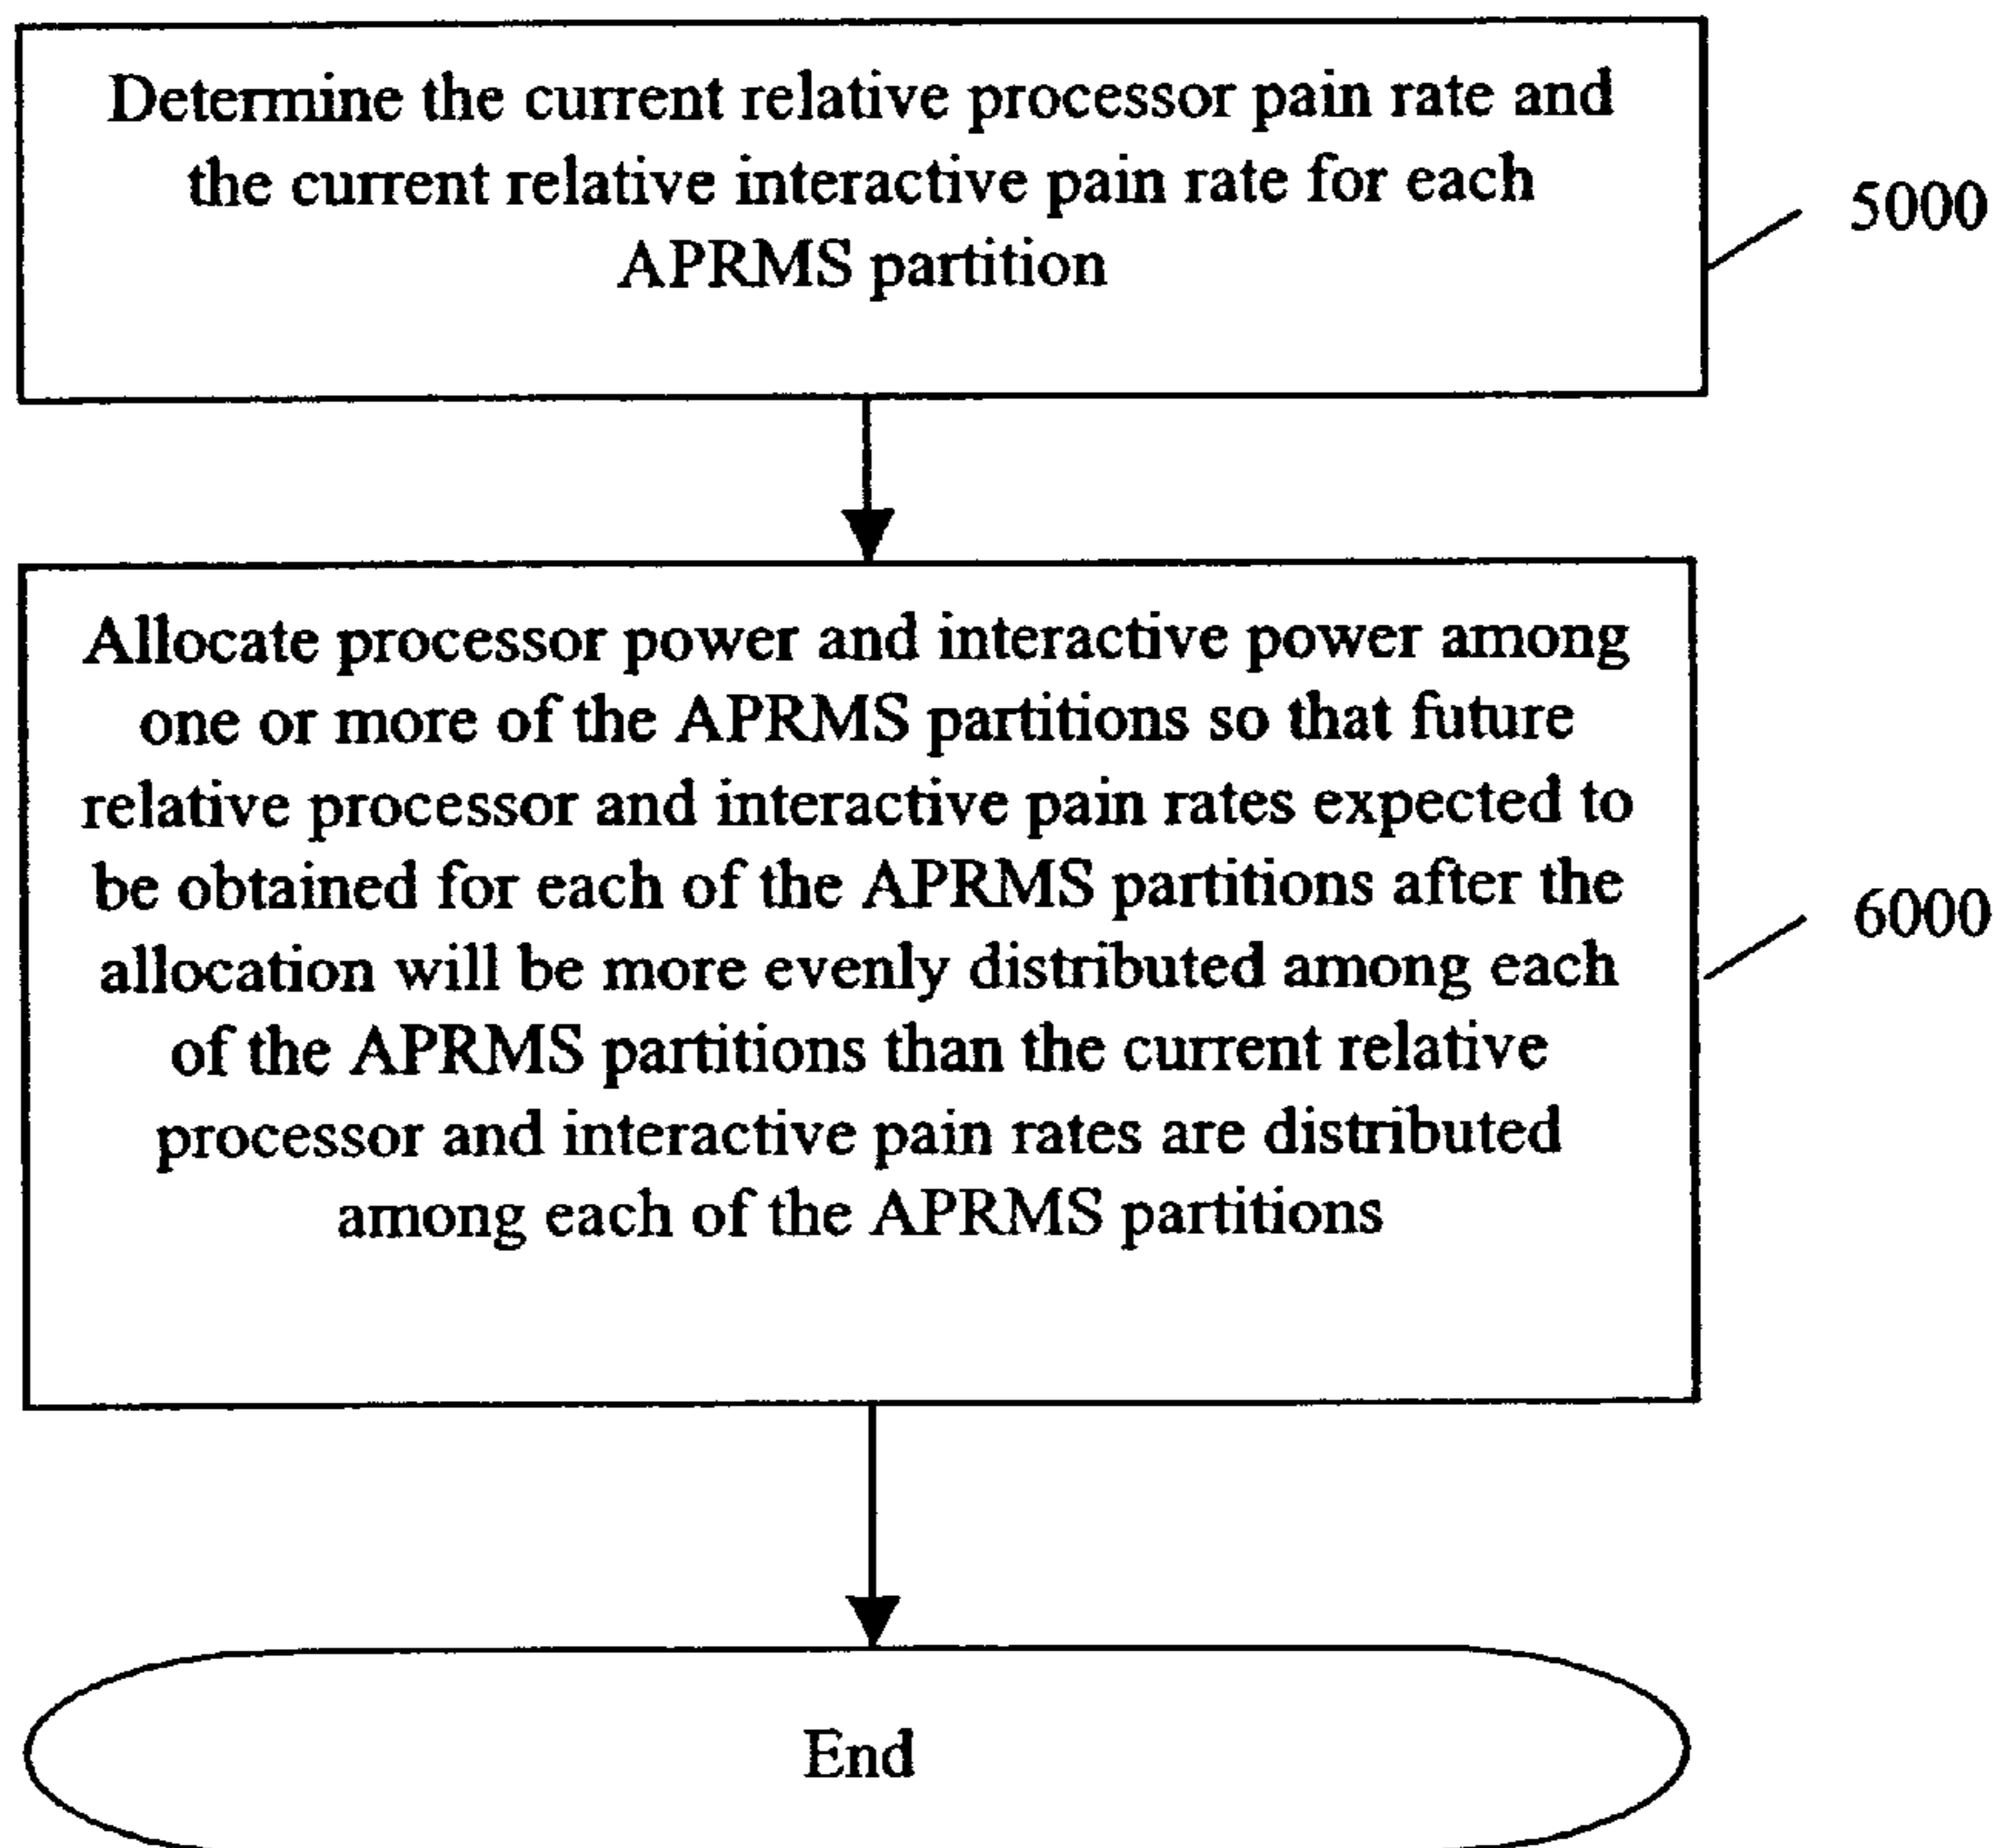 Determine the current relative processor pain rate and
the current relative interactive pain rate for each
APRMS partition
5000
Allocate processor power and interactive power among
one or more of the APRMS partitions so that future
relative processor and interactive pain rates expected to
be obtained for each of the APRMS partitions after the
allocation will be more evenly distributed among each
of the APRMS partitions than the current relative
processor and interactive pain rates are distributed
among each of the APRMS partitions
6000
End